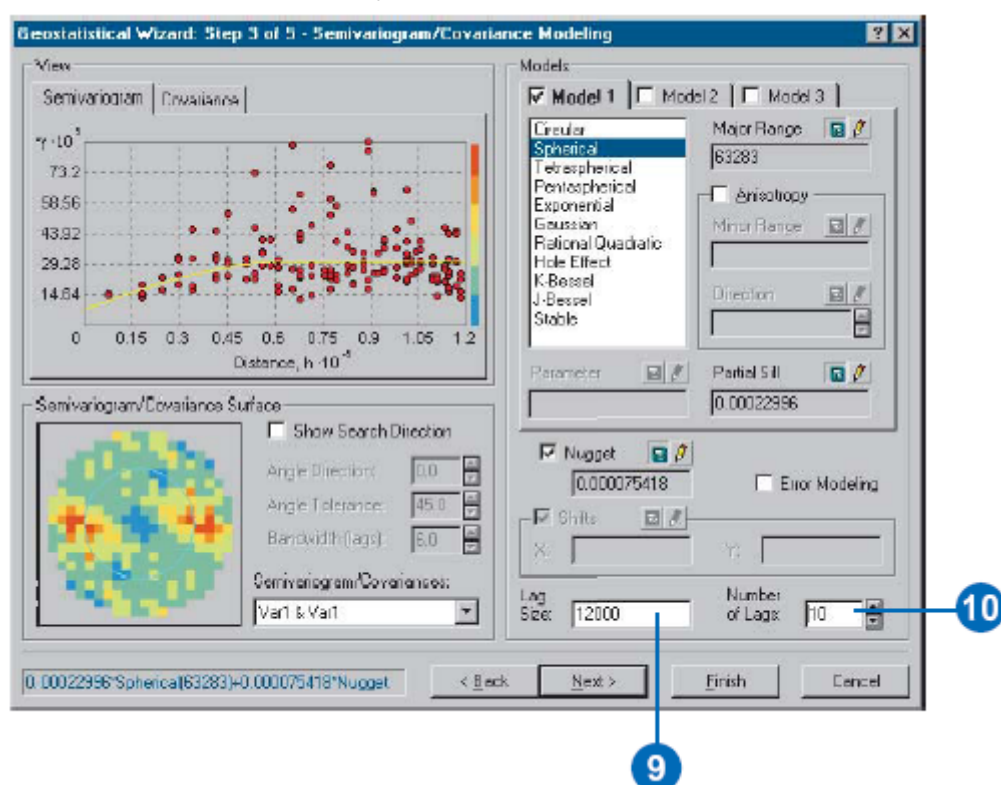 Geostatistical Wizard: Step 3 of 5 - Semivariogram/Covariance Modeling
View
Semivariogram
Covariance
γ·10
73.2
58.56
43.92
29.28
14.64
0
0.15
0.3
0.45
0.6
0.75
0.9
1.05
1.2
Distance, h·10
Semivariogram/Covariance Surface
Show Search Direction
Angle Direction:
0.0
Angle Tolerance:
45.0
Bandwidth (lags):
6.0
Semivariogram/Covariances:
Var1 & Var1
Models
Model 1
Model 2
Model 3
Circular
Spherical
Tetraspherical
Pentaspherical
Exponential
Gaussian
Rational Quadratic
Hole Effect
K-Bessel
J-Bessel
Stable
Major Range
63283
Anisotropy
Minor Range
Direction
Parameter
Partial Sill
0.00022996
Nugget
0.000075418
Error Modeling
Shifts
X:
Y:
Lag
Size:
12000
Number
of Lags:
10
10
0.00022996*Spherical(63283)+0.000075418*Nugget
< Back
Next >
Finish
Cancel
9